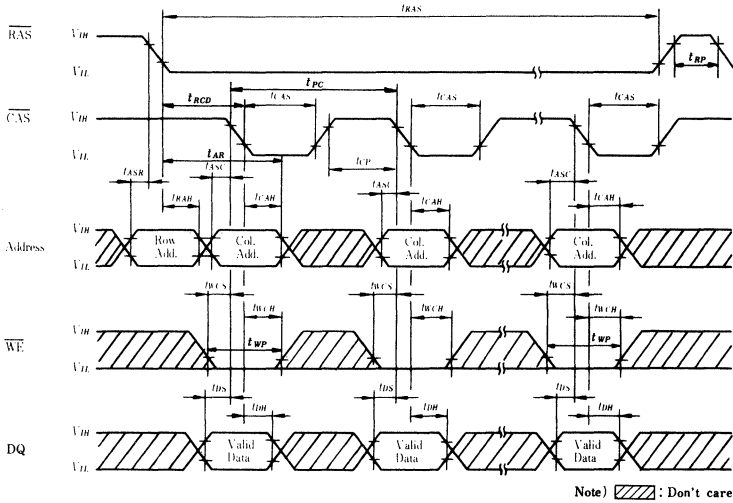 tRAS
RAS VIH
VIL
tRP
tPC
tRCD tCAS tCAS tCAS
CAS VIH
VIL
tAR tCP
tASR tASC tASC tASC
tRAH tCAH tCAH tCAH
Address VIH
VIL
Row Add. Col. Add. Col. Add. Col. Add.
tWCS tWCS tWCS
tWCH tWCH tWCH
WE VIH
VIL
tWP tWP
tDS tDS tDS
tDH tDH tDH
DQ VIH
VIL
Valid Data Valid Data Valid Data
Note) : Don't care